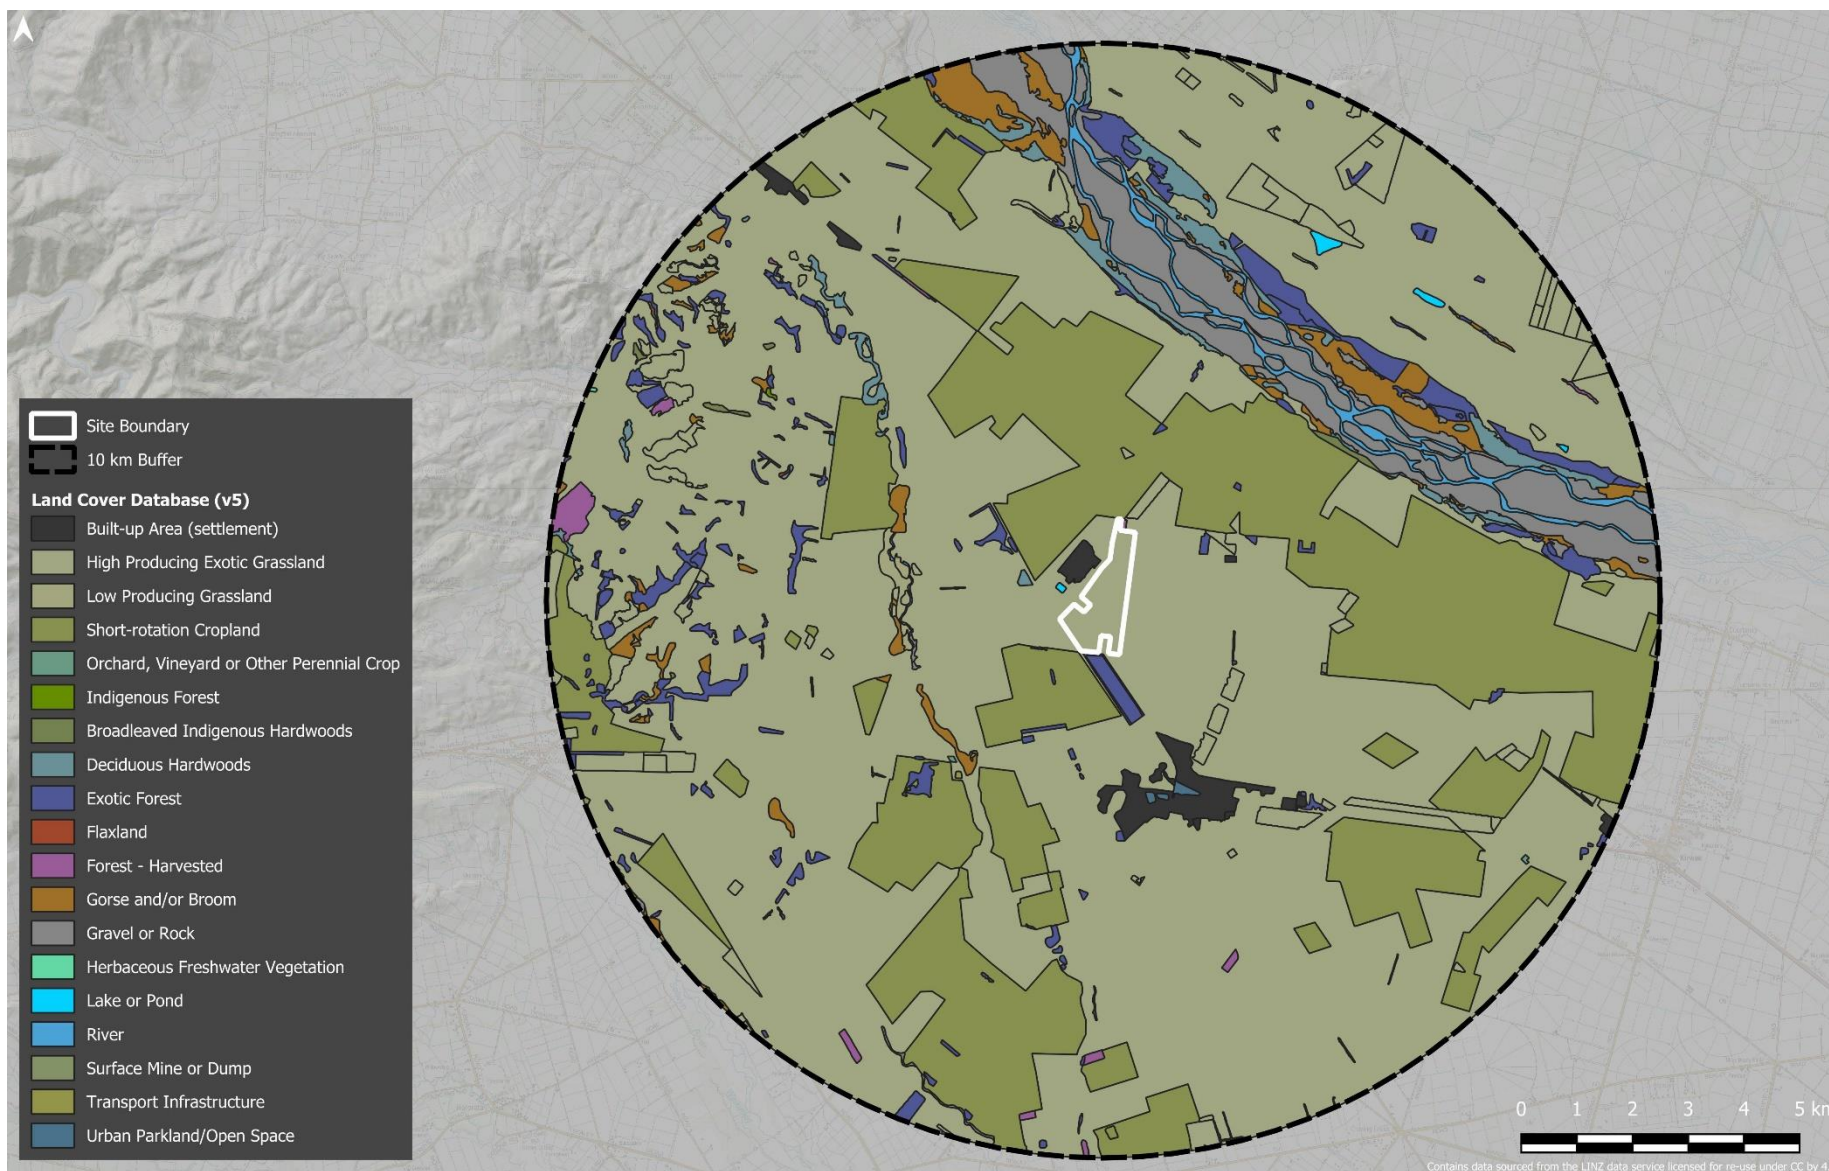 Site Boundary
10 km Buffer
Land Cover Database (v5)
Built-up Area (settlement)
High Producing Exotic Grassland
Low Producing Grassland
Short-rotation Cropland
Orchard, Vineyard or Other Perennial Crop
Indigenous Forest
Broadleaved Indigenous Hardwoods
Deciduous Hardwoods
Exotic Forest
Flaxland
Forest - Harvested
Gorse and/or Broom
Gravel or Rock
Herbaceous Freshwater Vegetation
Lake or Pond
River
Surface Mine or Dump
Transport Infrastructure
Urban Parkland/Open Space
0 1 2 3 4 5 km
Contains data sourced from the LINZ data service licensed for re-use under CC by 4